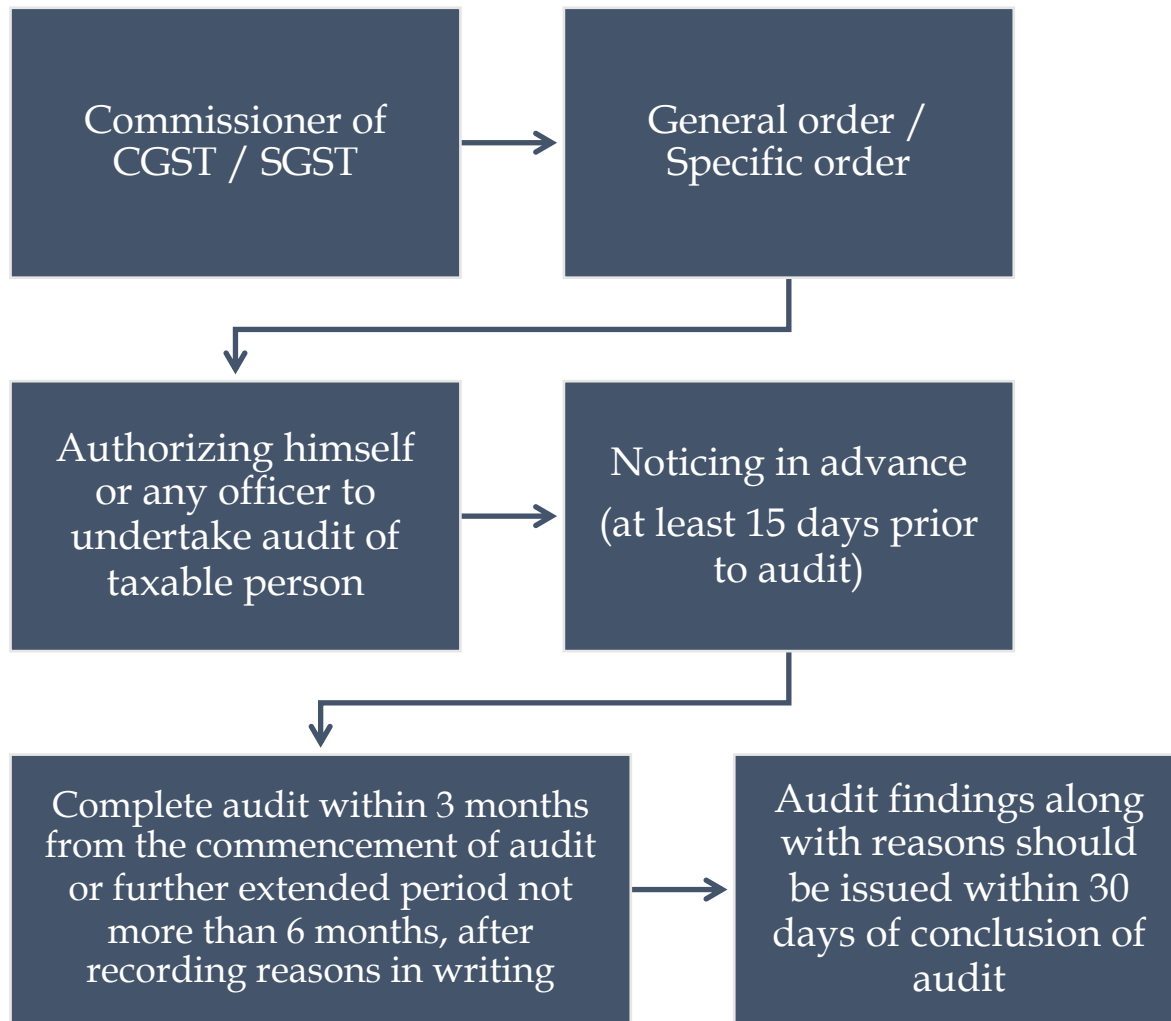 Commissioner of
CGST / SGST
General order /
Specific order
Authorizing himself
or any officer to
undertake audit of
taxable person
Noticing in advance
(at least 15 days prior
to audit)
Complete audit within 3 months
from the commencement of audit
or further extended period not
more than 6 months, after
recording reasons in writing
Audit findings along
with reasons should
be issued within 30
days of conclusion of
audit